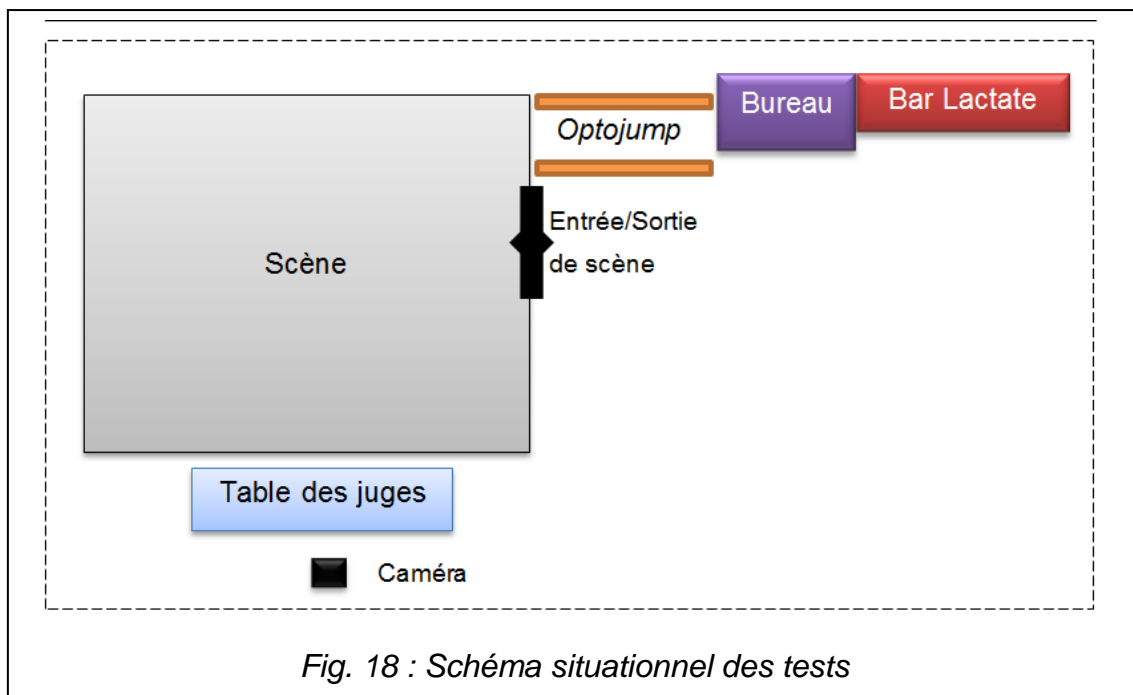 Bureau
Bar Lactate
Optojump
Entrée/Sortie
de scène
Scène
Table des juges
Caméra
Fig. 18 : Schéma situationnel des tests